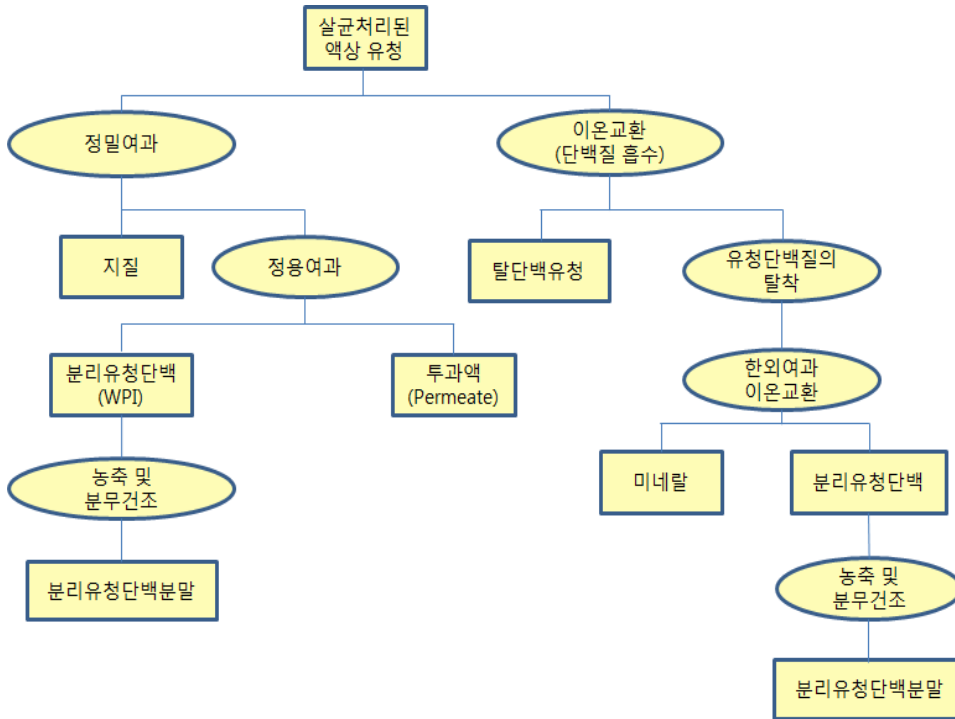 살균처리된
액상 유청
정밀여과
이온교환
(단백질 흡수)
지질
정용여과
탈단백유청
유청단백질의
탈착
분리유청단백
(WPI)
투과액
(Permeate)
한외여과
이온교환
농축 및
분무건조
미네랄
분리유청단백
분리유청단백분말
농축 및
분무건조
분리유청단백분말